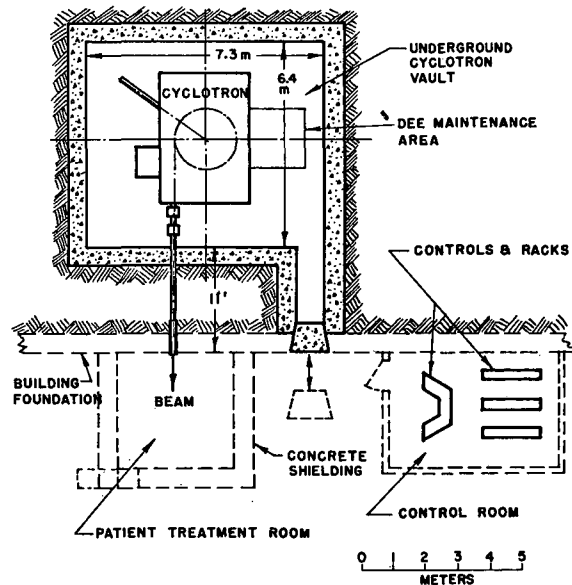 7.3 m
6.4
m
CYCLOTRON
UNDERGROUND
CYCLOTRON
VAULT
DEE MAINTENANCE
AREA
CONTROLS & RACKS
11'
BUILDING
FOUNDATION
BEAM
CONCRETE
SHIELDING
PATIENT TREATMENT ROOM
CONTROL ROOM
0 1 2 3 4 5
METERS